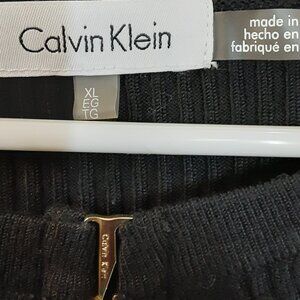 Calvin Klein
made in
hecho en
fabriqué en
XL
EG
TG
Calvin Klein